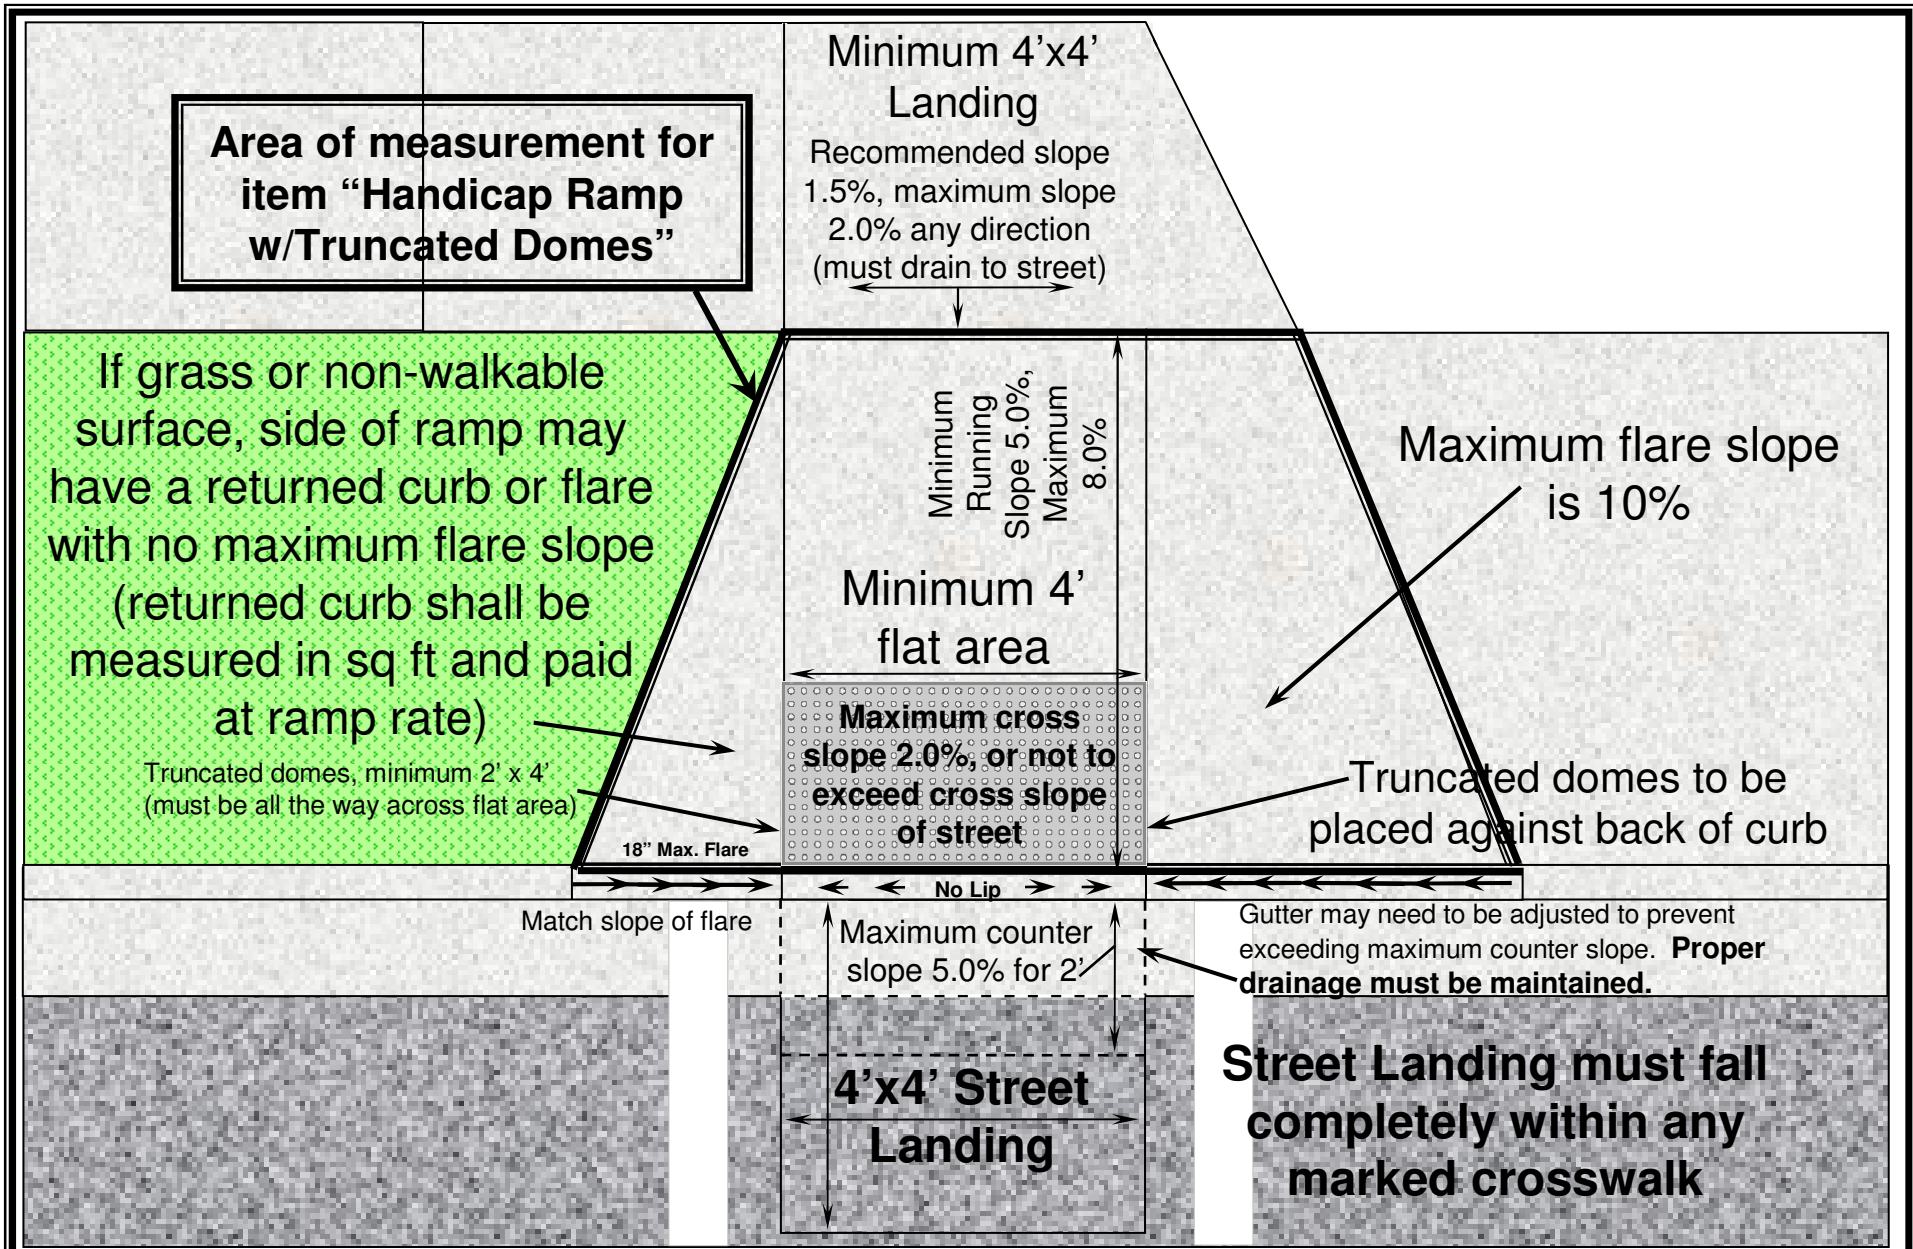 Minimum 4’x4’
Landing
Recommended slope
1.5%, maximum slope
2.0% any direction
(must drain to street)
Area of measurement for
item “Handicap Ramp
w/Truncated Domes”
If grass or non-walkable
surface, side of ramp may
have a returned curb or flare
with no maximum flare slope
(returned curb shall be
measured in sq ft and paid
at ramp rate)
Truncated domes, minimum 2’ x 4’
(must be all the way across flat area)
Minimum
Running
Slope 5.0%,
Maximum
8.0%
Minimum 4’
flat area
Maximum flare slope
is 10%
Maximum cross
slope 2.0%, or not to
exceed cross slope
of street
Truncated domes to be
placed against back of curb
18” Max. Flare
No Lip
Match slope of flare
Maximum counter
slope 5.0% for 2’
Gutter may need to be adjusted to prevent
exceeding maximum counter slope. Proper
drainage must be maintained.
4’x4’ Street
Landing
Street Landing must fall
completely within any
marked crosswalk